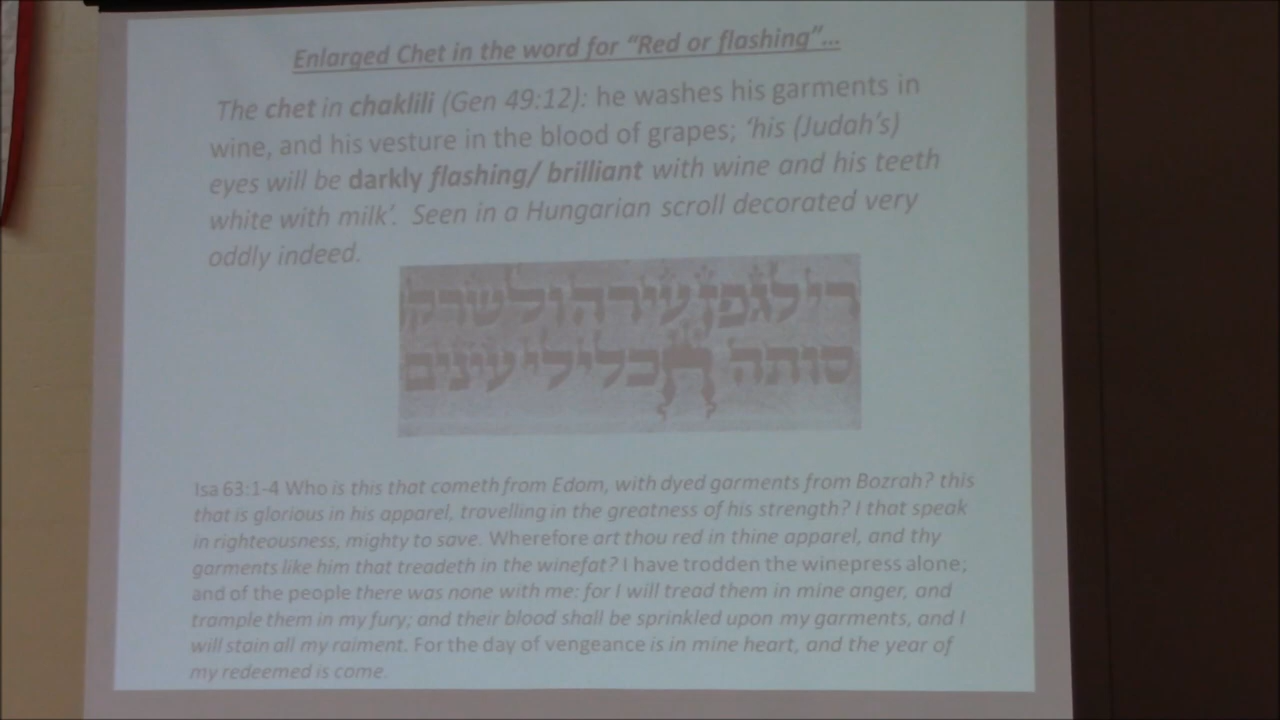 Enlarged Chet in the word for “Red or flashing”...
The chet in chaklili (Gen 49:12): he washes his garments in
wine, and his vesture in the blood of grapes; ‘his (Judah’s)
eyes will be darkly flashing/ brilliant with wine and his teeth
white with milk’. Seen in a Hungarian scroll decorated very
oddly indeed.
רי לגפן עירה ולשרק
סותה חכלילי עינים
Isa 63:1-4 Who is this that cometh from Edom, with dyed garments from Bozrah? this
that is glorious in his apparel, travelling in the greatness of his strength? I that speak
in righteousness, mighty to save. Wherefore art thou red in thine apparel, and thy
garments like him that treadeth in the winefat? I have trodden the winepress alone;
and of the people there was none with me: for I will tread them in mine anger, and
trample them in my fury; and their blood shall be sprinkled upon my garments, and I
will stain all my raiment. For the day of vengeance is in mine heart, and the year of
my redeemed is come.